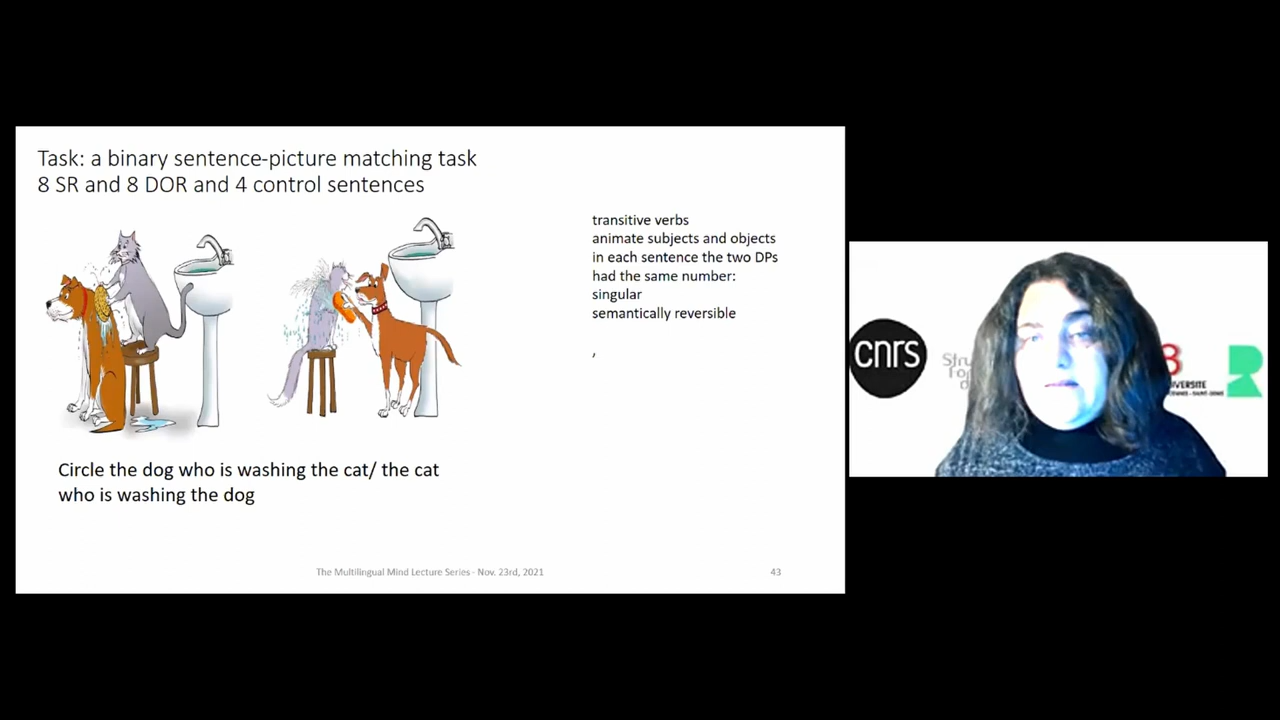 Task: a binary sentence-picture matching task
8 SR and 8 DOR and 4 control sentences
transitive verbs
animate subjects and objects
in each sentence the two DPs
had the same number:
singular
semantically reversible
,
Circle the dog who is washing the cat/ the cat
who is washing the dog
The Multilingual Mind Lecture Series - Nov. 23rd, 2021
43
cnrs